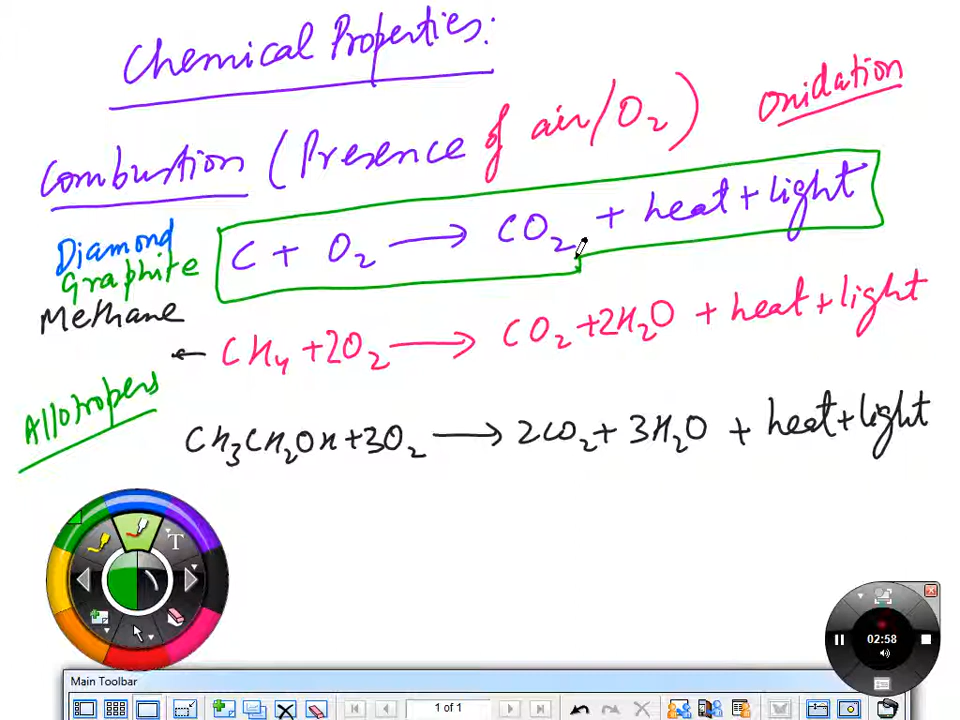 Chemical Properties:
Oxidation
Combustion (Presence of air/O2)
C + O2 → CO2 + heat + light
Diamond
Graphite
Methane
← CH4 + 2O2 → CO2 + 2H2O + heat + light
Allotropers
CH3CH2OH + 3O2 → 2CO2 + 3H2O + heat + light
T
02:58
Main Toolbar
1 of 1